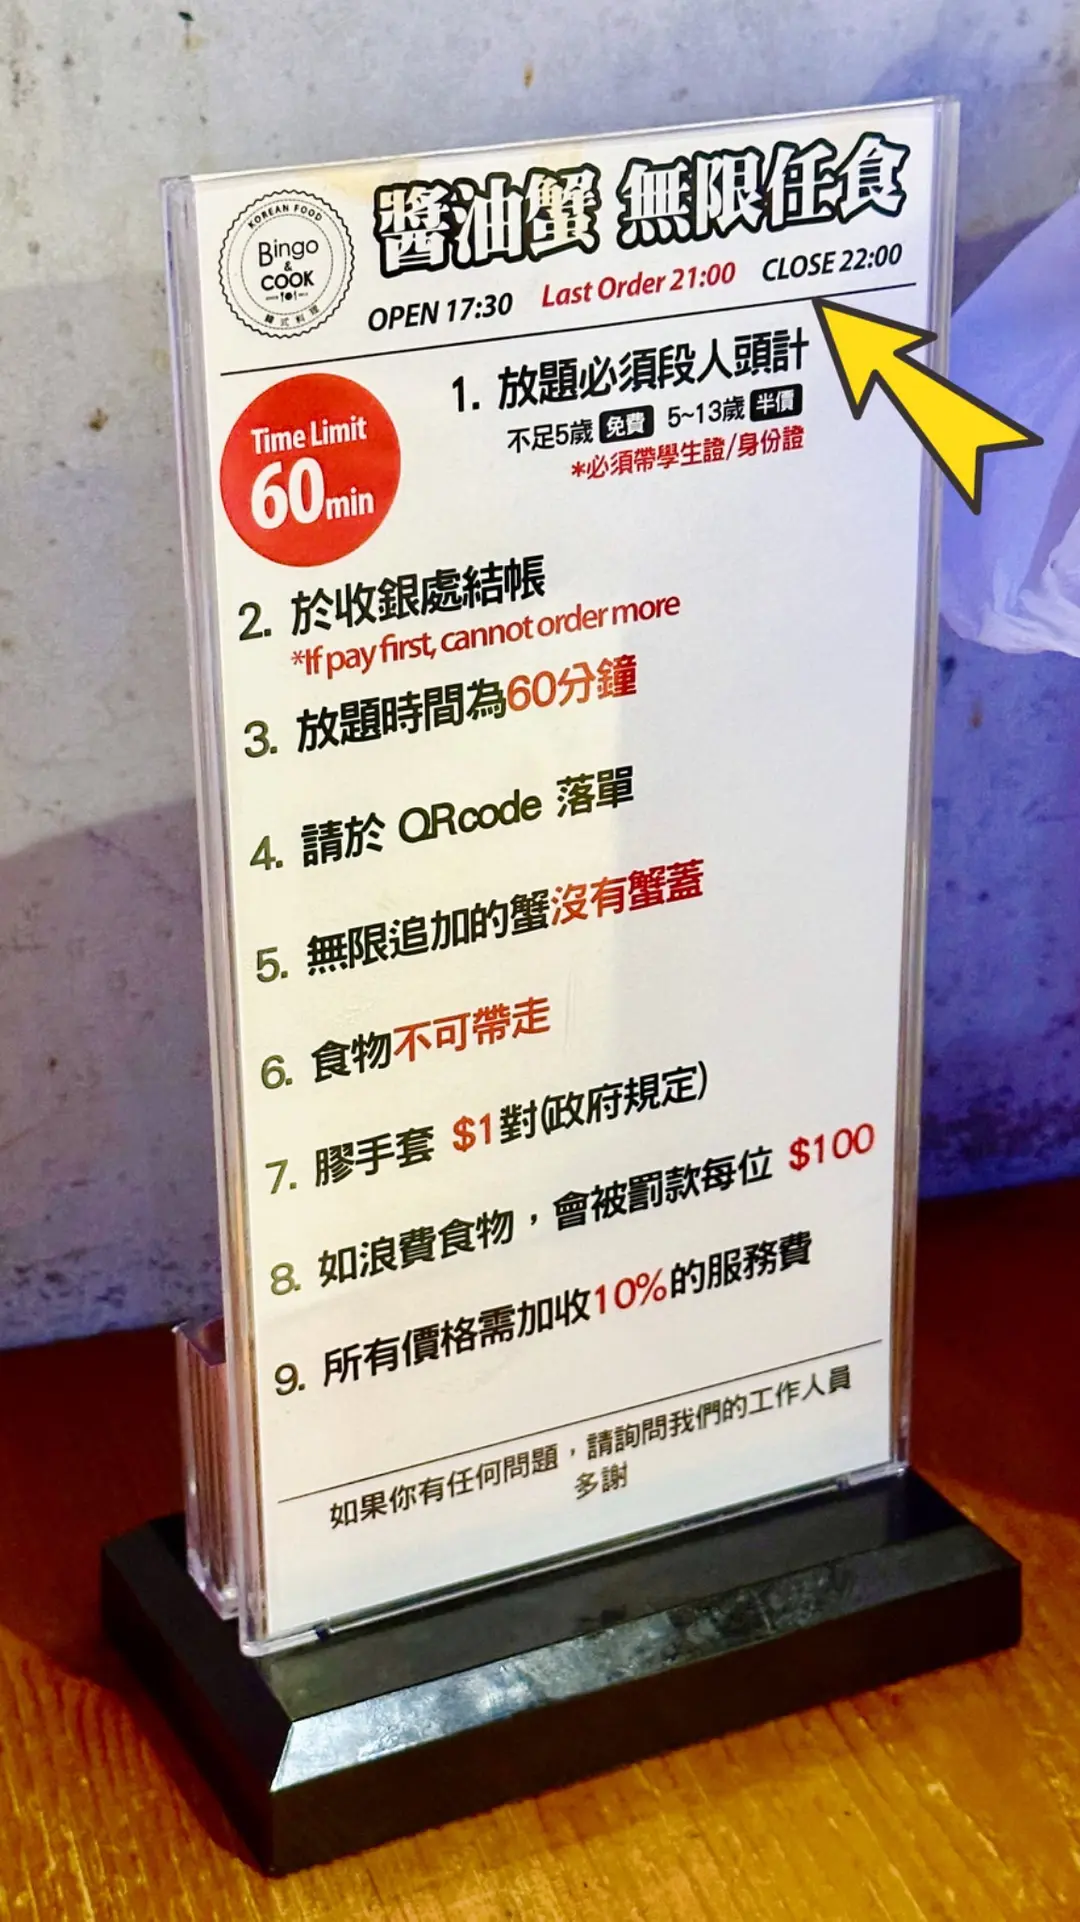 KOREAN FOOD
Bingo
&
COOK
韓式料理
醬油蟹 無限任食
OPEN 17:30 Last Order 21:00 CLOSE 22:00
Time Limit
60min
1. 放題必須段人頭計
不足5歲 免費 5~13歲 半價
*必須帶學生證/身份證
2. 於收銀處結帳
*If pay first, cannot order more
3. 放題時間為60分鐘
4. 請於 QRcode 落單
5. 無限追加的蟹沒有蟹蓋
6. 食物不可帶走
7. 膠手套 $1對(政府規定)
8. 如浪費食物，會被罰款每位 $100
9. 所有價格需加收10%的服務費
如果你有任何問題，請詢問我們的工作人員
多謝